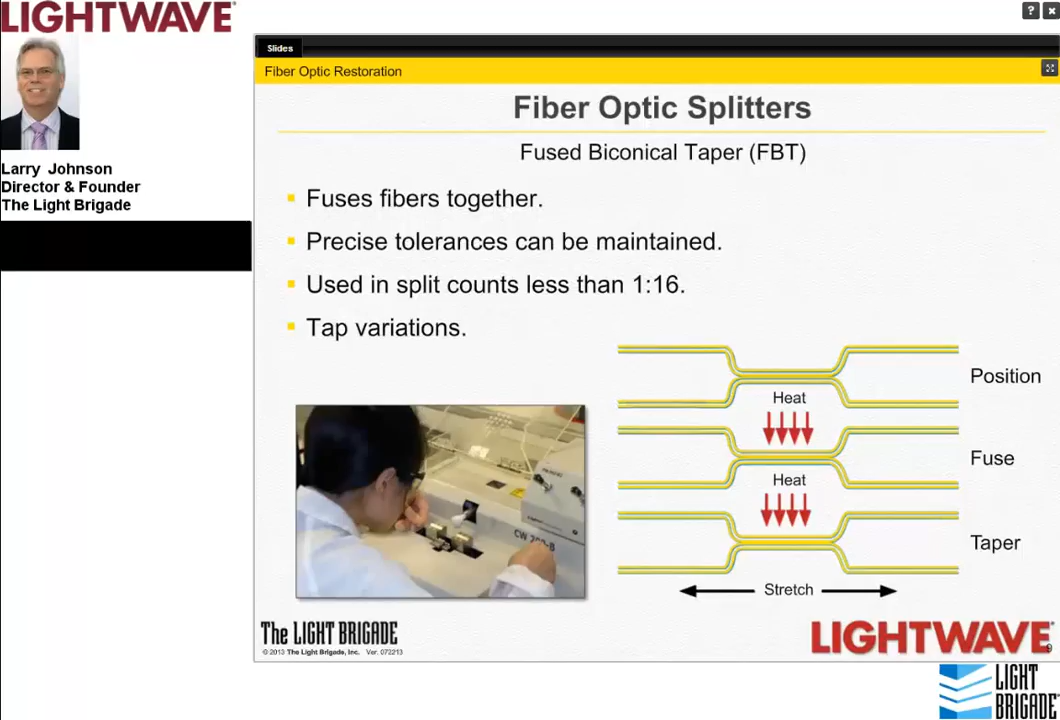 LIGHTWAVE
Larry Johnson
Director & Founder
The Light Brigade
Slides
Fiber Optic Restoration
Fiber Optic Splitters
Fused Biconical Taper (FBT)
Fuses fibers together.
Precise tolerances can be maintained.
Used in split counts less than 1:16.
Tap variations.
Position
Heat
Fuse
Heat
Taper
Stretch
The LIGHT BRIGADE
© 2013 The Light Brigade, Inc. Ver. 072213
LIGHTWAVE
9
LIGHT
BRIGADE